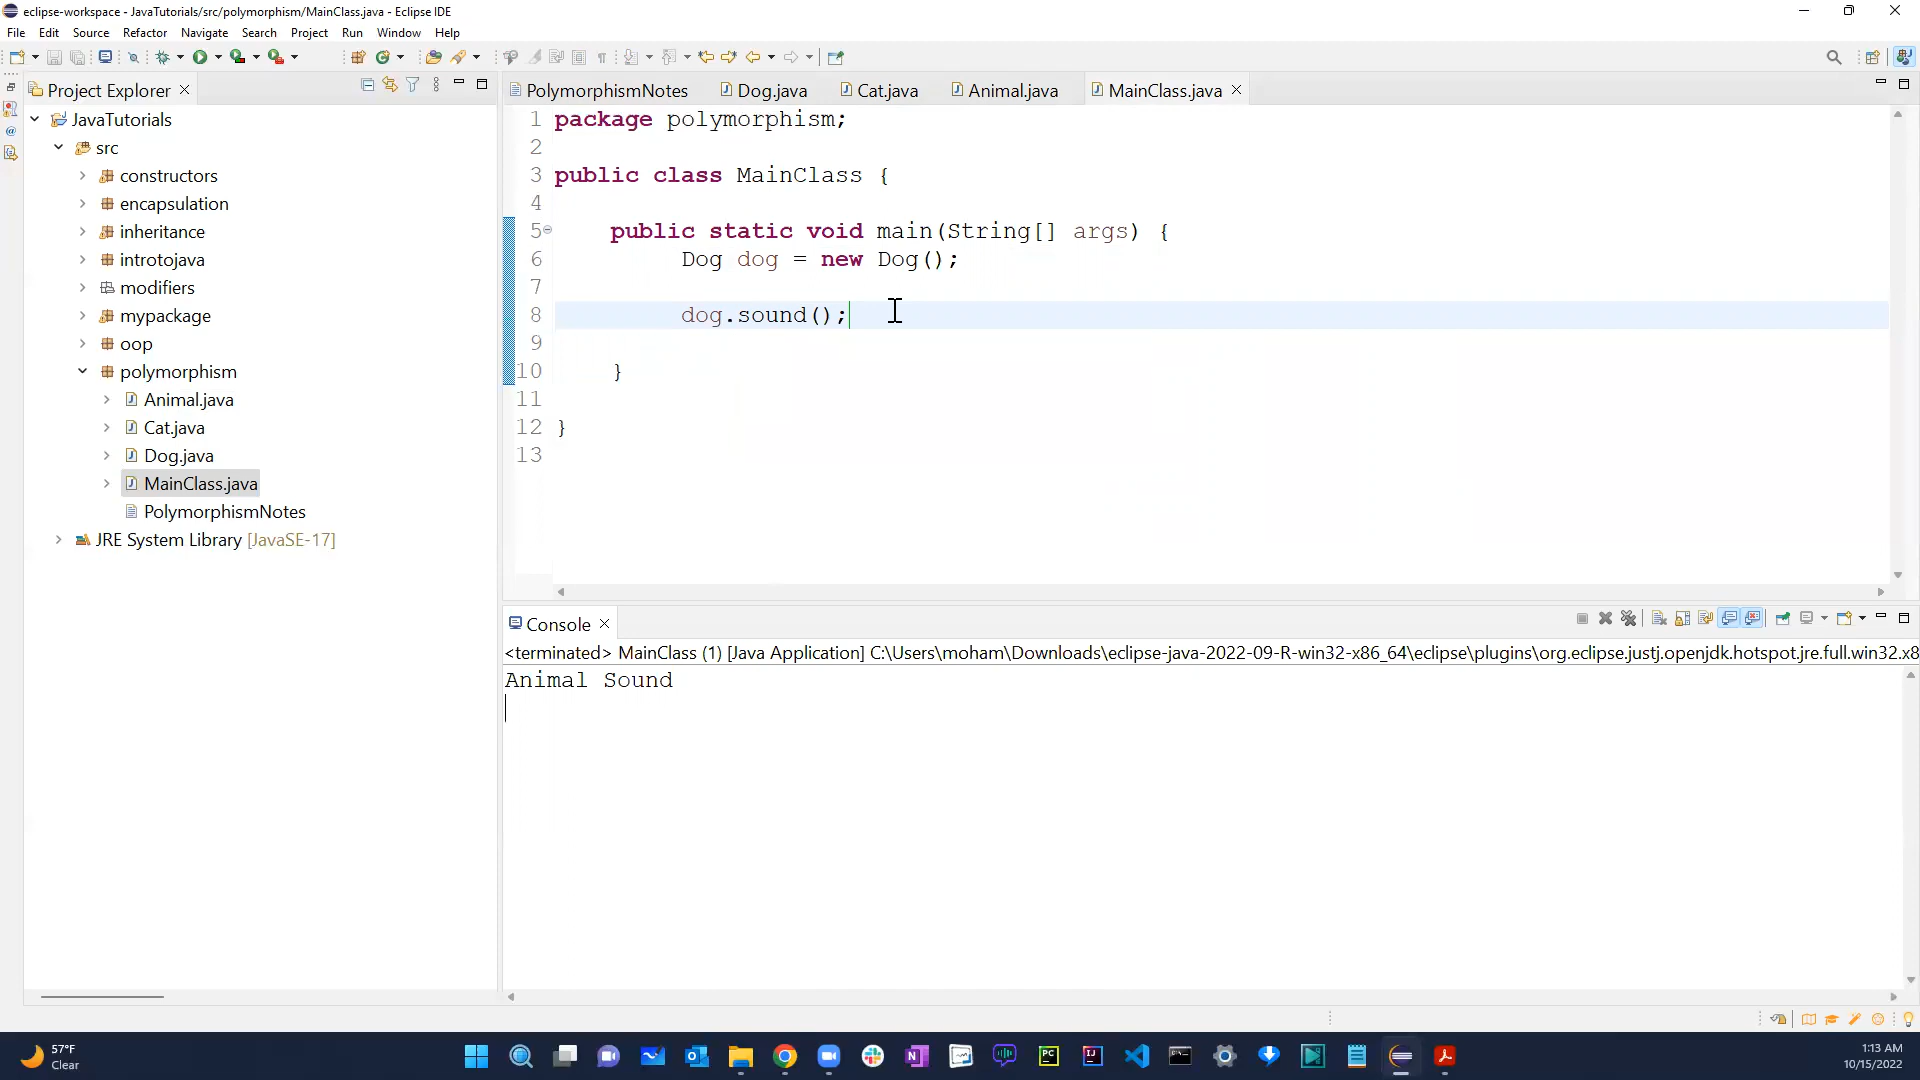 eclipse-workspace - JavaTutorials/src/polymorphism/MainClass.java - Eclipse IDE
File Edit Source Refactor Navigate Search Project Run Window Help
Project Explorer
JavaTutorials
src
constructors
encapsulation
inheritance
introtojava
modifiers
mypackage
oop
polymorphism
Animal.java
Cat.java
Dog.java
MainClass.java
PolymorphismNotes
JRE System Library [JavaSE-17]
PolymorphismNotes Dog.java Cat.java Animal.java MainClass.java
1 package polymorphism;
2
3 public class MainClass {
4
5 public static void main(String[] args) {
6 Dog dog = new Dog();
7
8 dog.sound();
9
10 }
11
12 }
13
Console
<terminated> MainClass (1) [Java Application] C:\Users\moham\Downloads\eclipse-java-2022-09-R-win32-x86_64\eclipse\plugins\org.eclipse.justj.openjdk.hotspot.jre.full.win32.x8
Animal Sound
57°F
Clear
1:13 AM
10/15/2022